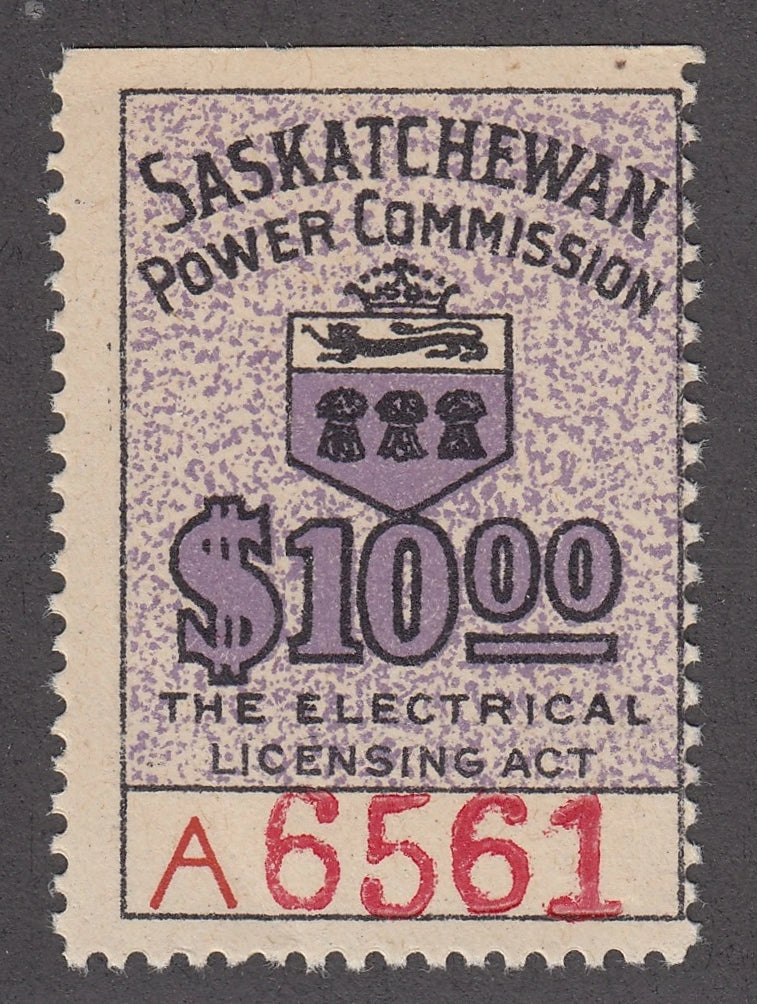 SASKATCHEWAN
POWER COMMISSION
$10 00
THE ELECTRICAL
LICENSING ACT
A 6561